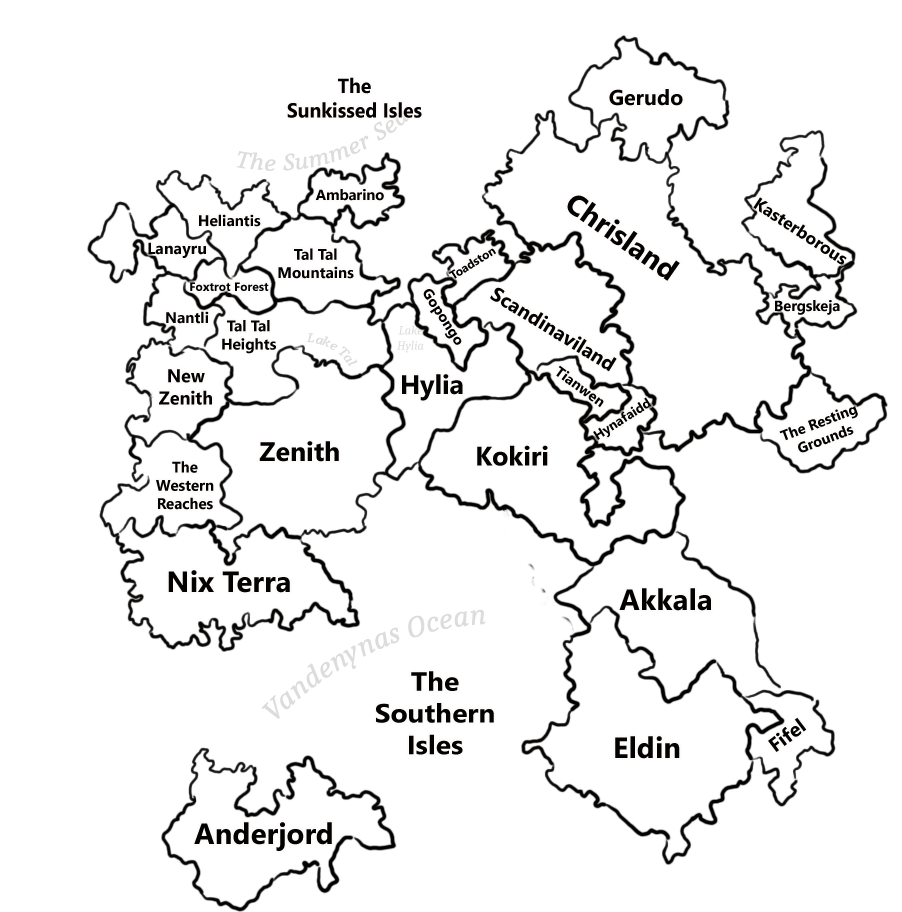 Gerudo
The
Sunkissed Isles
The Summer Sea
Ambarino
Heliantis
Kasterborous
Chrisland
Lanayru
Tal Tal
Mountains
Toadston
Foxtrot Forest
Gopongo
Scandinaviland
Bergskeja
Nantli
Tal Tal
Heights
Lake Tal
Lake
Hylia
New
Zenith
Hylia
Tianwen
Hynafaidd
The Resting
Grounds
Zenith
Kokiri
The
Western
Reaches
Nix Terra
Akkala
Vandenynas Ocean
The
Southern
Isles
Eldin
Fifel
Anderjord